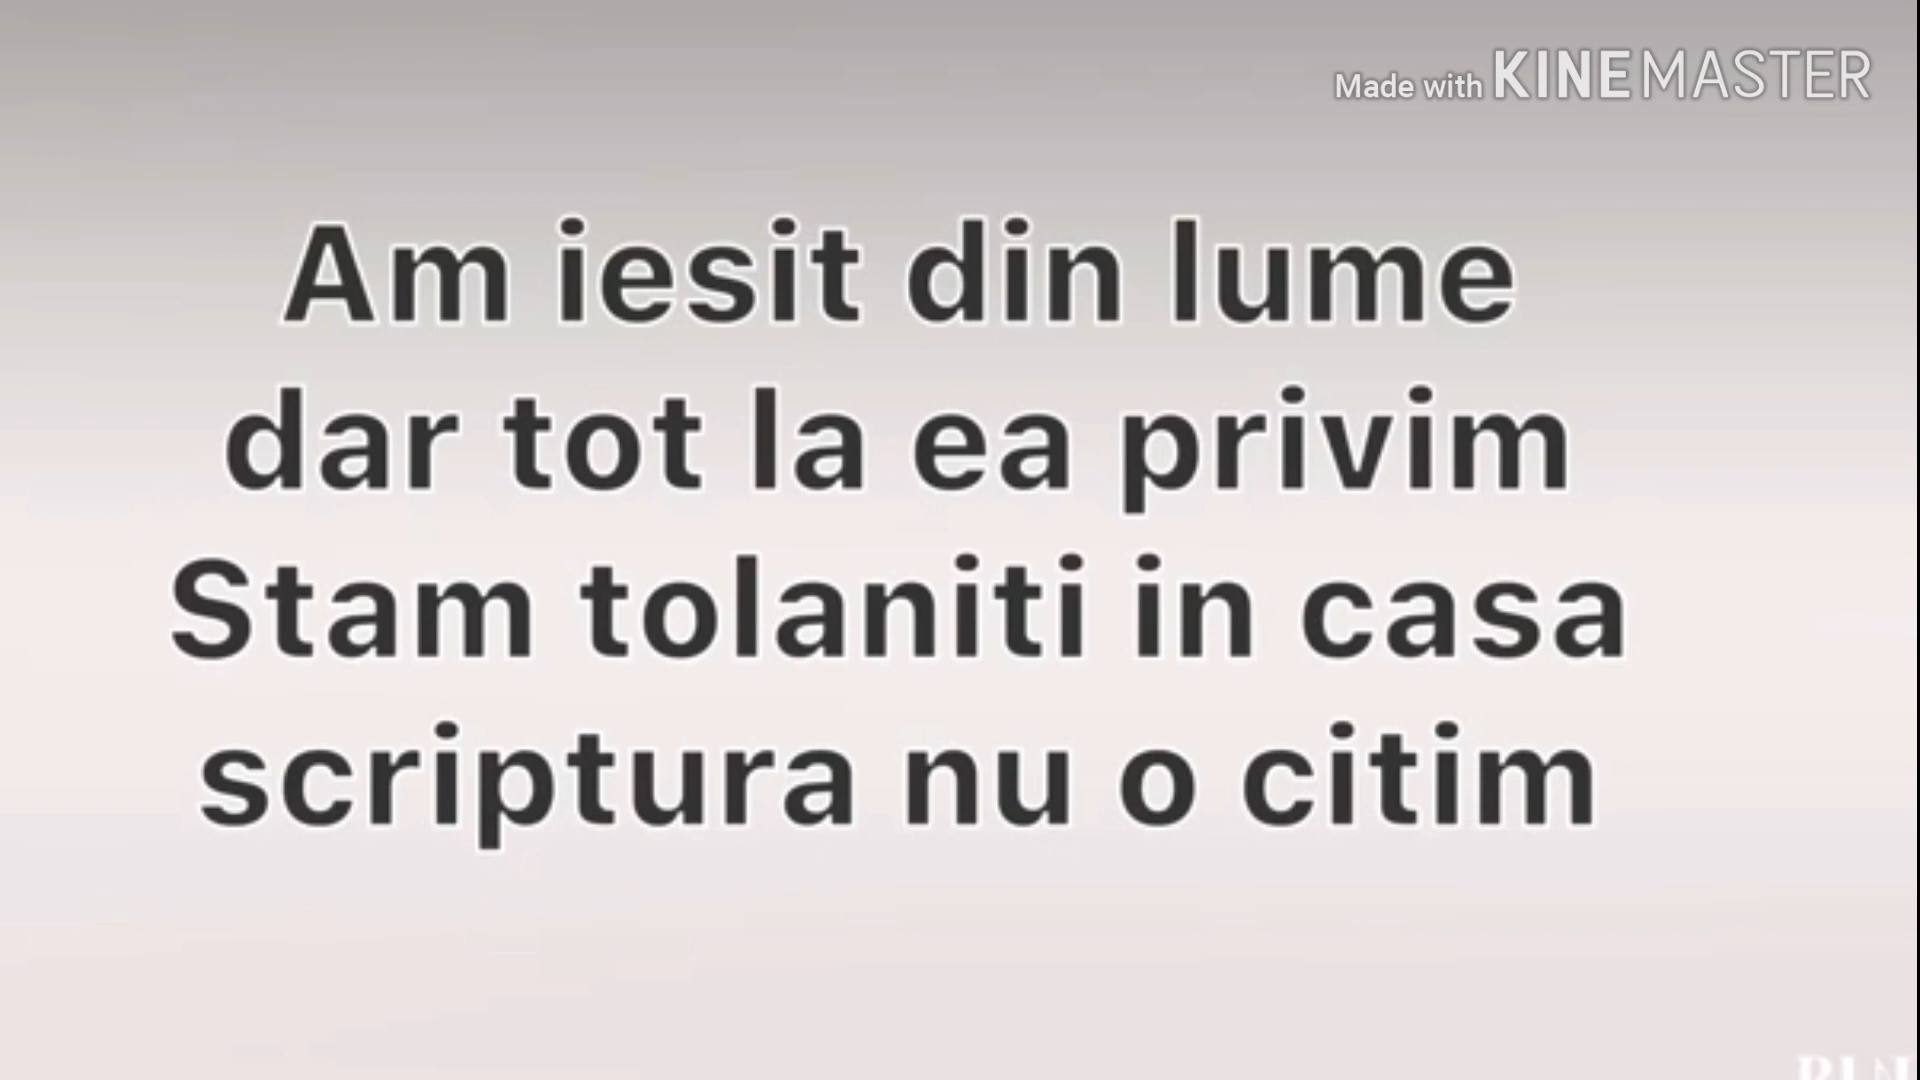 Made with KINEMASTER
Am iesit din lume
dar tot la ea privim
Stam tolaniti in casa
scriptura nu o citim